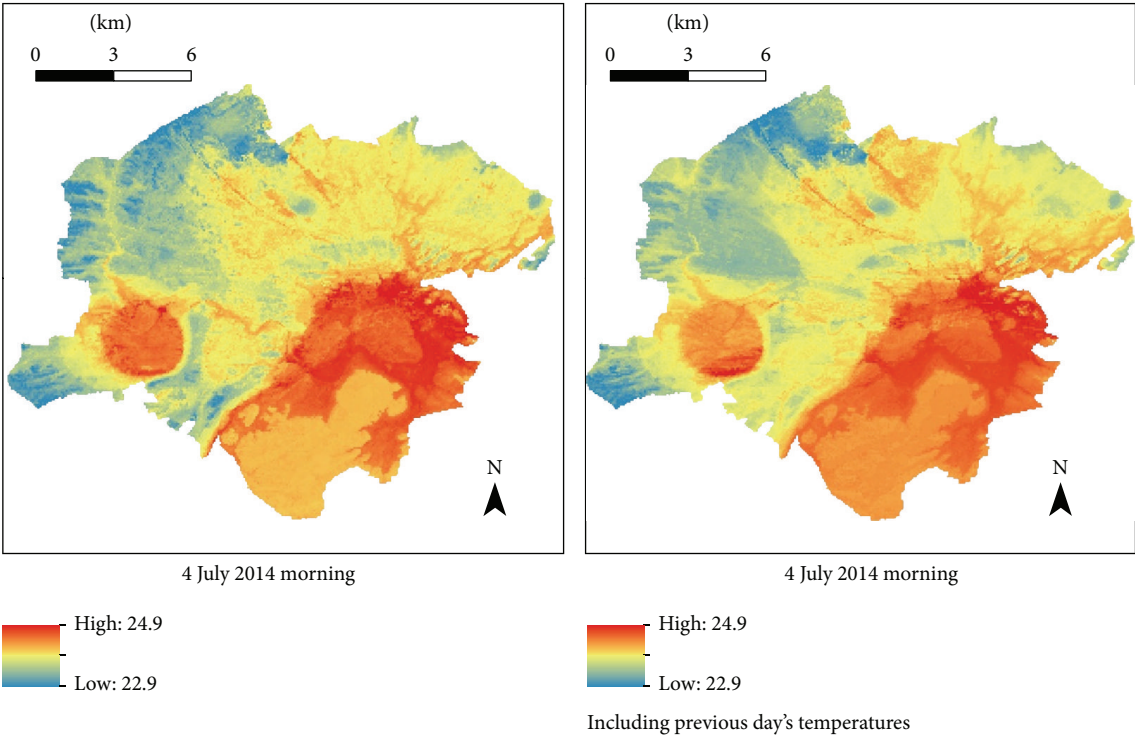 (km)
0 3 6
N
4 July 2014 morning
High: 24.9
Low: 22.9
(km)
0 3 6
N
4 July 2014 morning
High: 24.9
Low: 22.9
Including previous day's temperatures